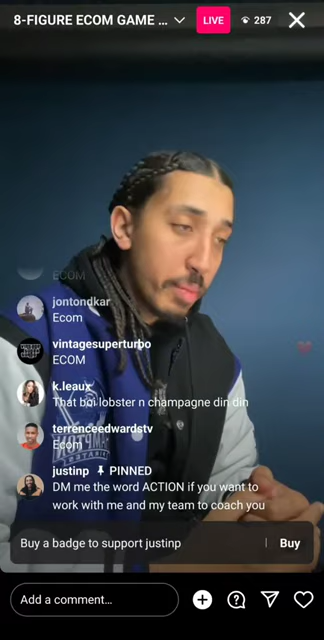 8-FIGURE ECOM GAME ...
LIVE
287
ECOM
jontondkar
Ecom
vintagesuperturbo
ECOM
k.leaux
That boi lobster n champagne din din
terrenceedwardstv
Ecom
justinp PINNED
DM me the word ACTION if you want to
work with me and my team to coach you
Buy a badge to support justinp
Buy
Add a comment...